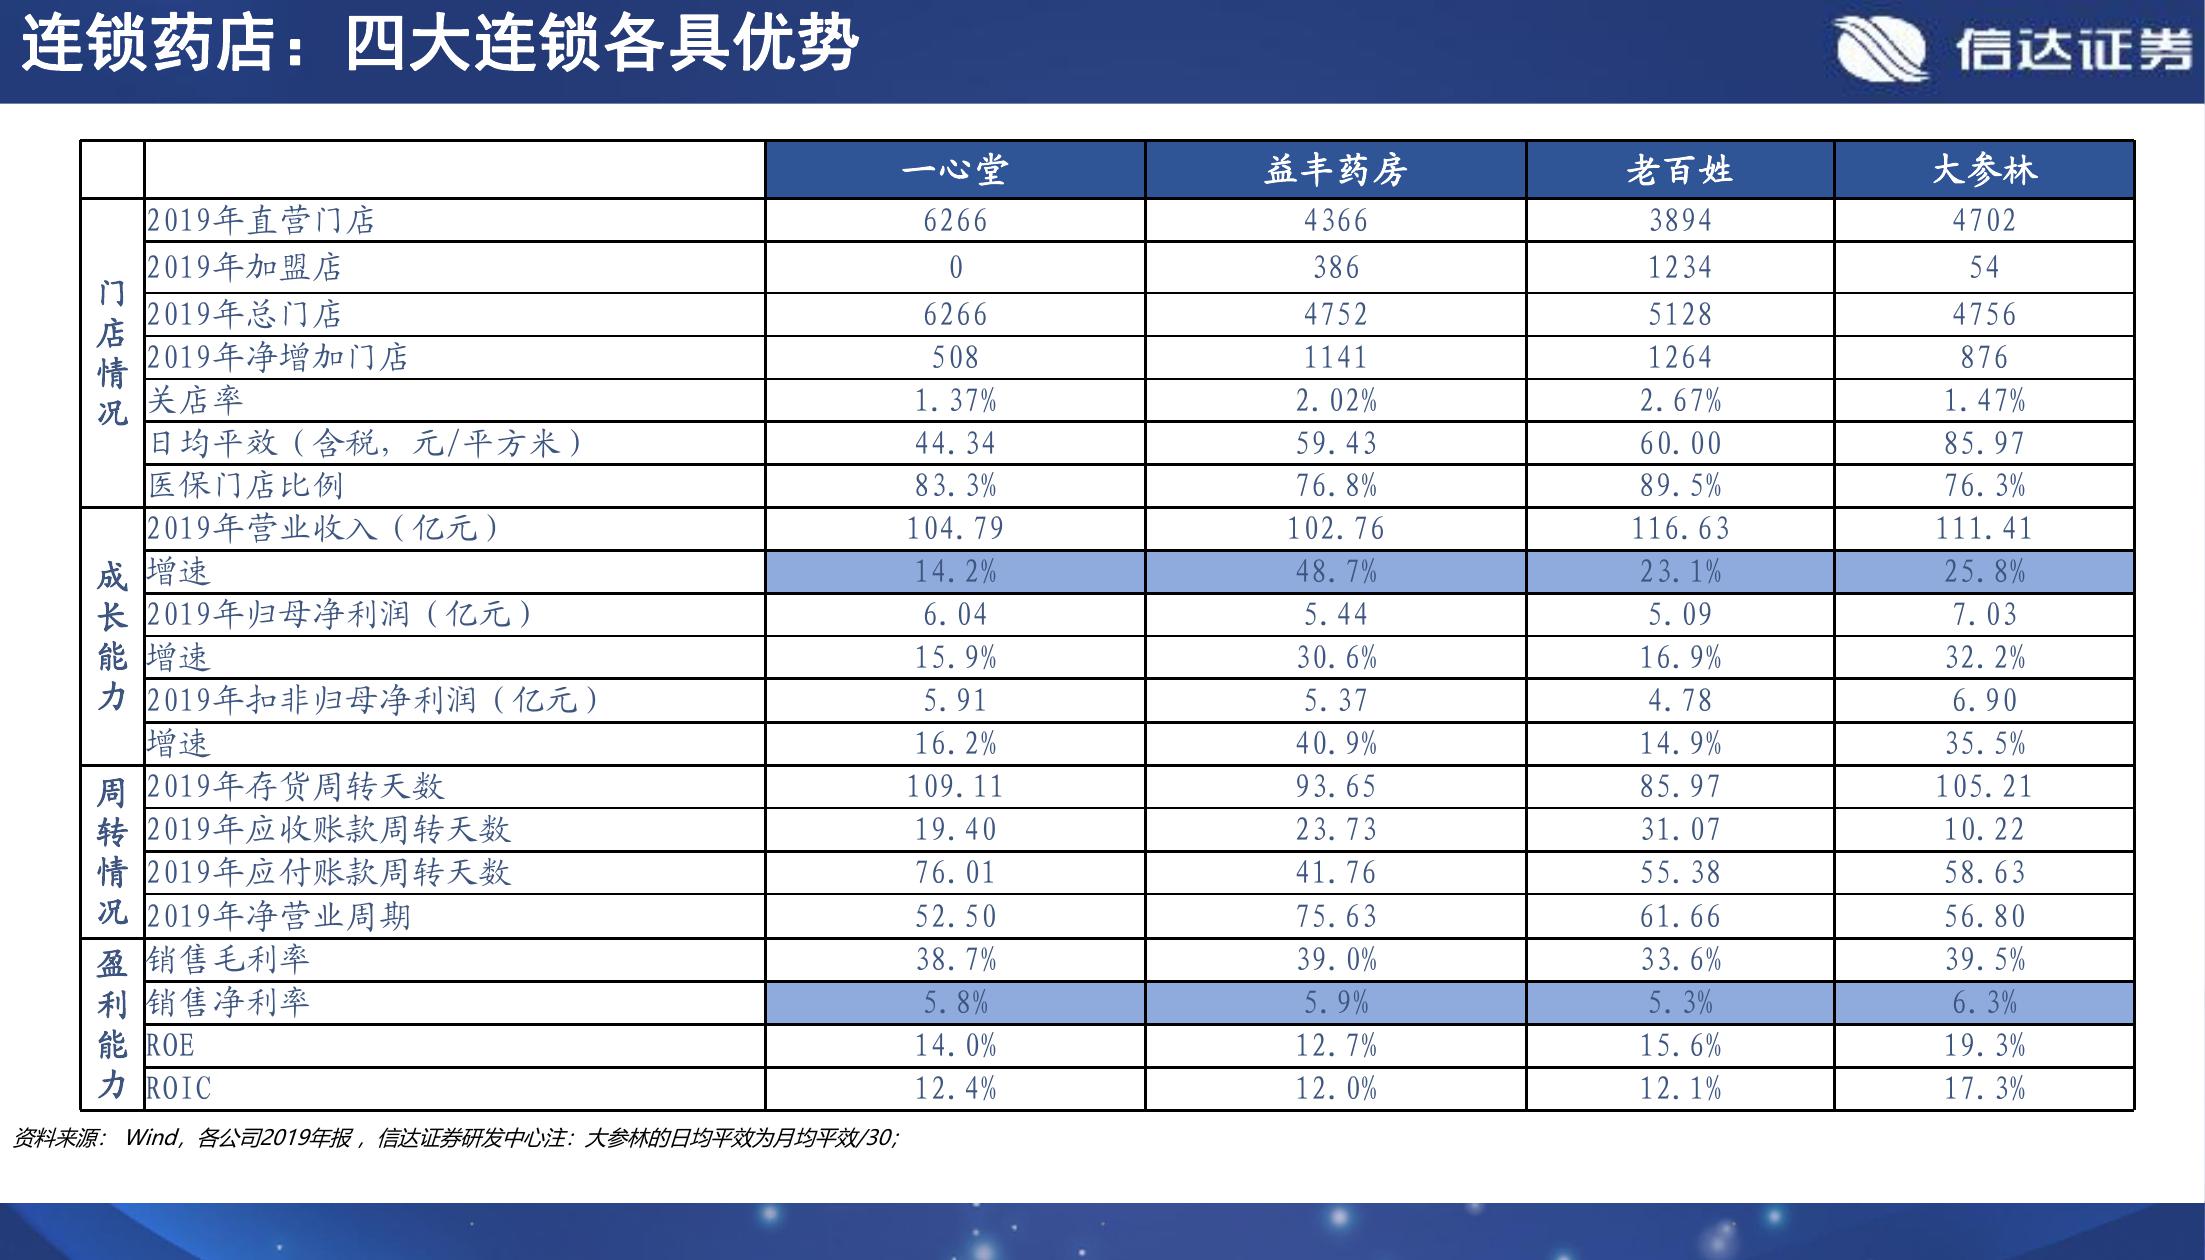 连锁药店：四大连锁各具优势
信达证券
一心堂 益丰药房 老百姓 大参林
门店情况
2019年直营门店 6266 4366 3894 4702
2019年加盟店 0 386 1234 54
2019年总门店 6266 4752 5128 4756
2019年净增加门店 508 1141 1264 876
关店率 1.37% 2.02% 2.67% 1.47%
日均平效（含税，元/平方米） 44.34 59.43 60.00 85.97
医保门店比例 83.3% 76.8% 89.5% 76.3%
成长能力
2019年营业收入（亿元） 104.79 102.76 116.63 111.41
增速 14.2% 48.7% 23.1% 25.8%
2019年归母净利润（亿元） 6.04 5.44 5.09 7.03
增速 15.9% 30.6% 16.9% 32.2%
2019年扣非归母净利润（亿元） 5.91 5.37 4.78 6.90
增速 16.2% 40.9% 14.9% 35.5%
周转情况
2019年存货周转天数 109.11 93.65 85.97 105.21
2019年应收账款周转天数 19.40 23.73 31.07 10.22
2019年应付账款周转天数 76.01 41.76 55.38 58.63
2019年净营业周期 52.50 75.63 61.66 56.80
盈利能力
销售毛利率 38.7% 39.0% 33.6% 39.5%
销售净利率 5.8% 5.9% 5.3% 6.3%
ROE 14.0% 12.7% 15.6% 19.3%
ROIC 12.4% 12.0% 12.1% 17.3%
资料来源： Wind，各公司2019年报，信达证券研发中心注：大参林的日均平效为月均平效/30；